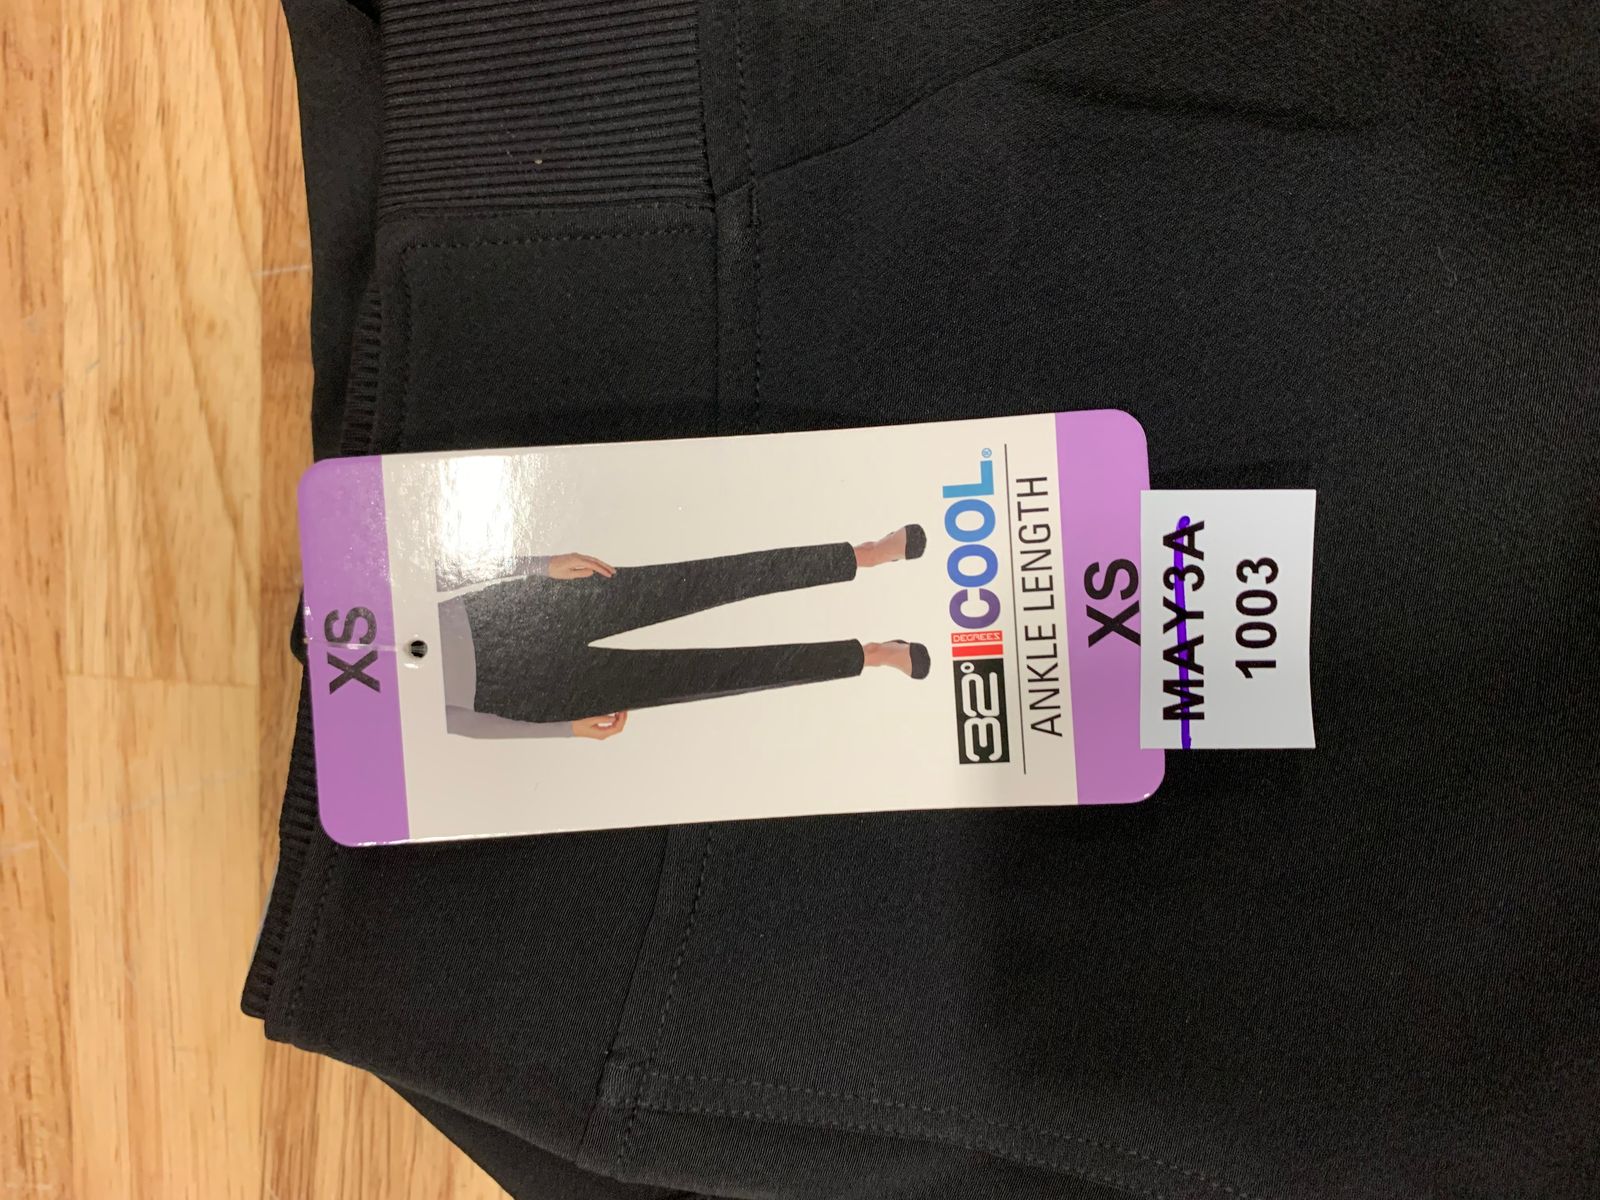 XS
32° DEGREES COOL®
ANKLE LENGTH
XS
MAY3A
1003